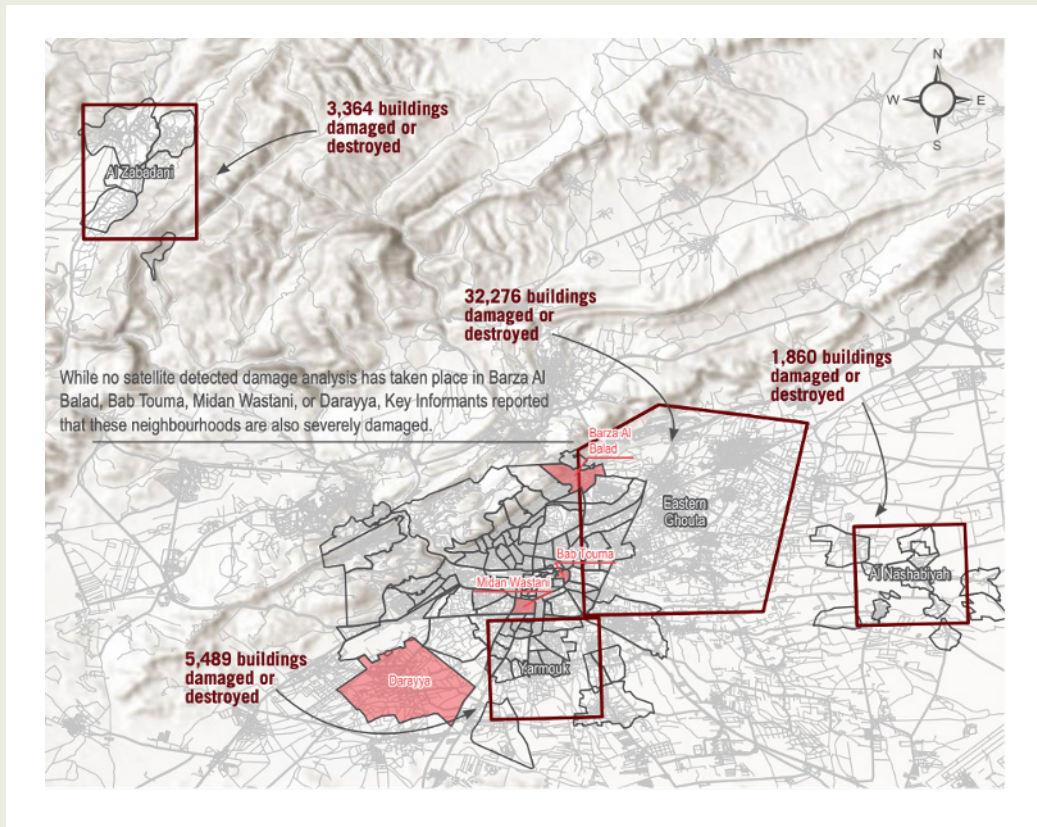 N
W
E
S
3,364 buildings
damaged or
destroyed
Al Zabadani
32,276 buildings
damaged or
destroyed
1,860 buildings
damaged or
destroyed
While no satellite detected damage analysis has taken place in Barza Al
Balad, Bab Touma, Midan Wastani, or Darayya, Key Informants reported
that these neighbourhoods are also severely damaged.
Barza Al
Balad
Eastern
Ghouta
Bab Touma
Al Nashabiyah
Midan Wastani
5,489 buildings
damaged or
destroyed
Yarmouk
Darayya